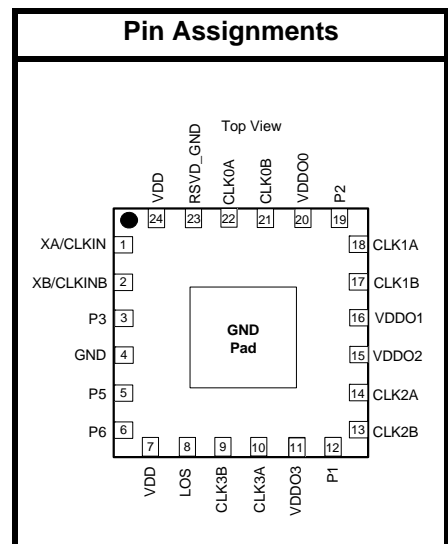 Pin Assignments
Top View
VDD
RSVD_GND
CLK0A
CLK0B
VDDO0
P2
24
23
22
21
20
19
XA/CLKIN 1
XB/CLKINB 2
P3 3
GND 4
P5 5
P6 6
18 CLK1A
17 CLK1B
16 VDDO1
15 VDDO2
14 CLK2A
13 CLK2B
GND
Pad
7
8
9
10
11
12
VDD
LOS
CLK3B
CLK3A
VDDO3
P1